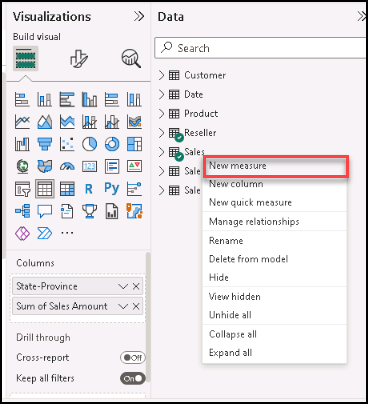 Visualizations
Data
Build visual
Search
Customer
Date
Product
Reseller
Sales
Sale
Sale
New measure
New column
New quick measure
Manage relationships
Rename
Delete from model
Hide
View hidden
Unhide all
Collapse all
Expand all
R
Py
123
Columns
State-Province
Sum of Sales Amount
Drill through
Cross-report
Off
Keep all filters
On